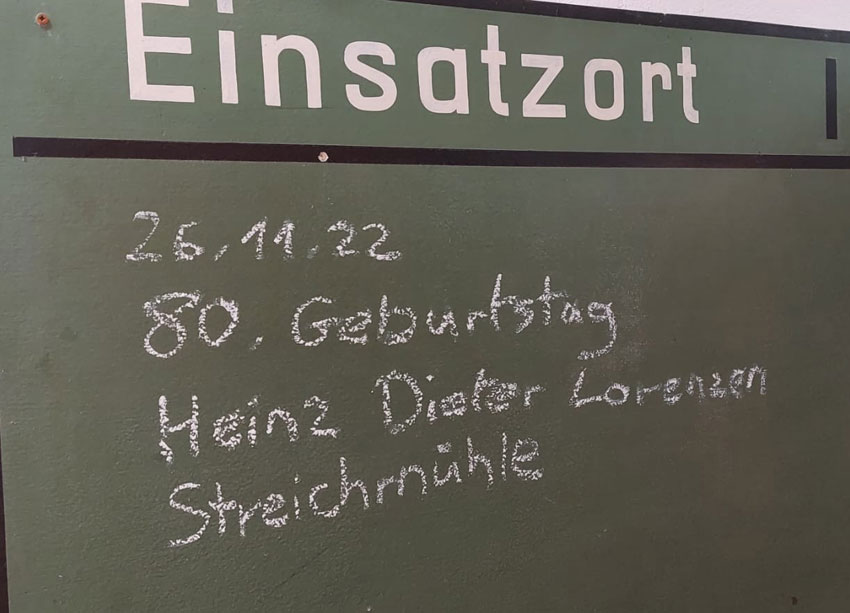 Einsatzort
26.11.22
80. Geburtstag
Heinz Dieter Lorenzen
Streichmühle